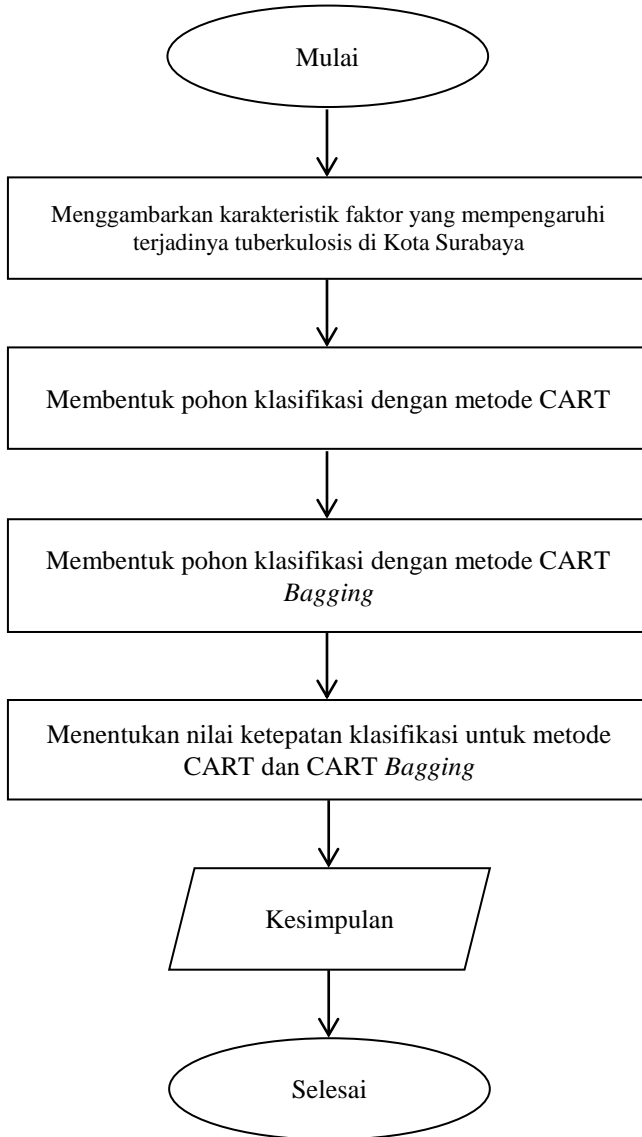 Mulai
Menggambarkan karakteristik faktor yang mempengaruhi
terjadinya tuberkulosis di Kota Surabaya
Membentuk pohon klasifikasi dengan metode CART
Membentuk pohon klasifikasi dengan metode CART
Bagging
Menentukan nilai ketepatan klasifikasi untuk metode
CART dan CART Bagging
Kesimpulan
Selesai